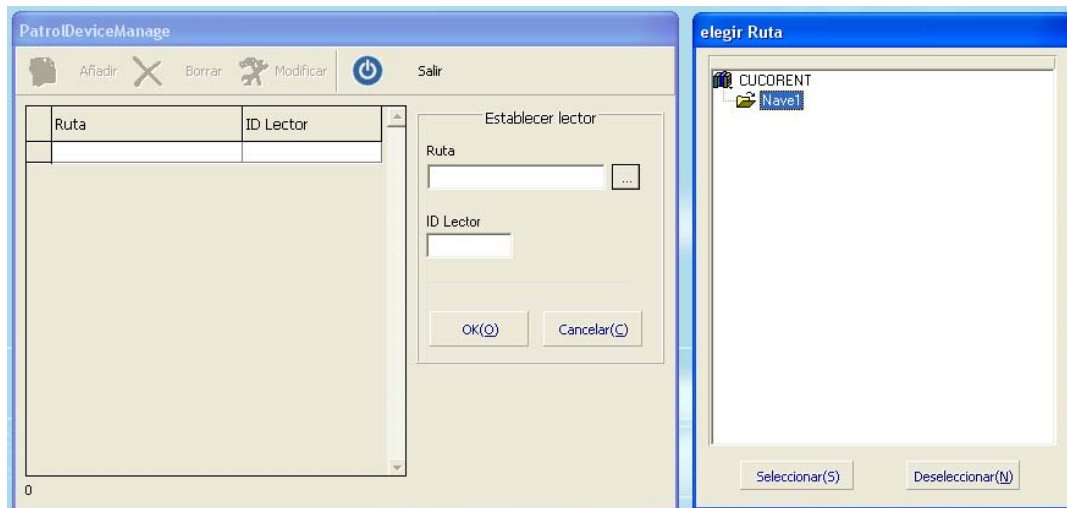 PatrolDeviceManage
Añadir Borrar Modificar Salir
Ruta ID Lector
Establecer lector
Ruta
...
ID Lector
OK(O) Cancelar(C)
0
elegir Ruta
CUCORENT
Nave1
Seleccionar(S) Deseleccionar(N)